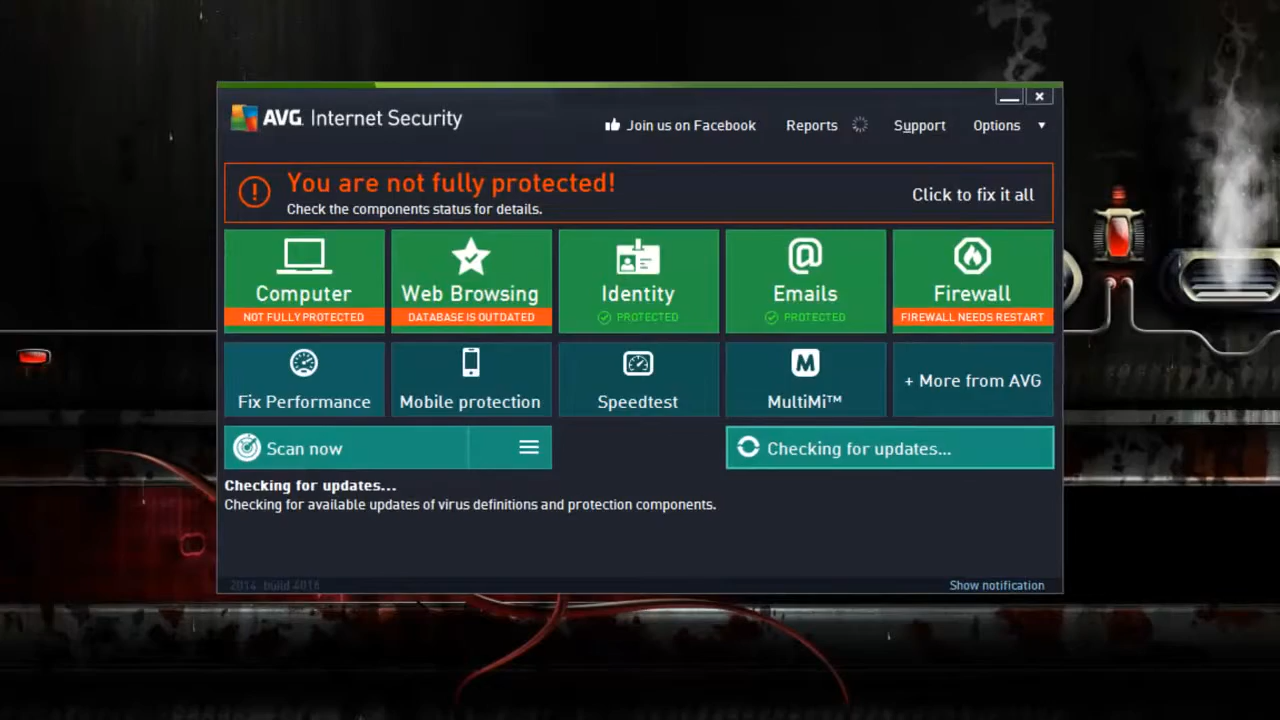 AVG. Internet Security
Join us on Facebook
Reports
Support
Options
You are not fully protected!
Check the components status for details.
Click to fix it all
Computer
NOT FULLY PROTECTED
Web Browsing
DATABASE IS OUTDATED
Identity
PROTECTED
Emails
PROTECTED
Firewall
FIREWALL NEEDS RESTART
Fix Performance
Mobile protection
Speedtest
M
MultiMi™
+ More from AVG
Scan now
Checking for updates...
Checking for updates...
Checking for available updates of virus definitions and protection components.
2014 build 4016
Show notification